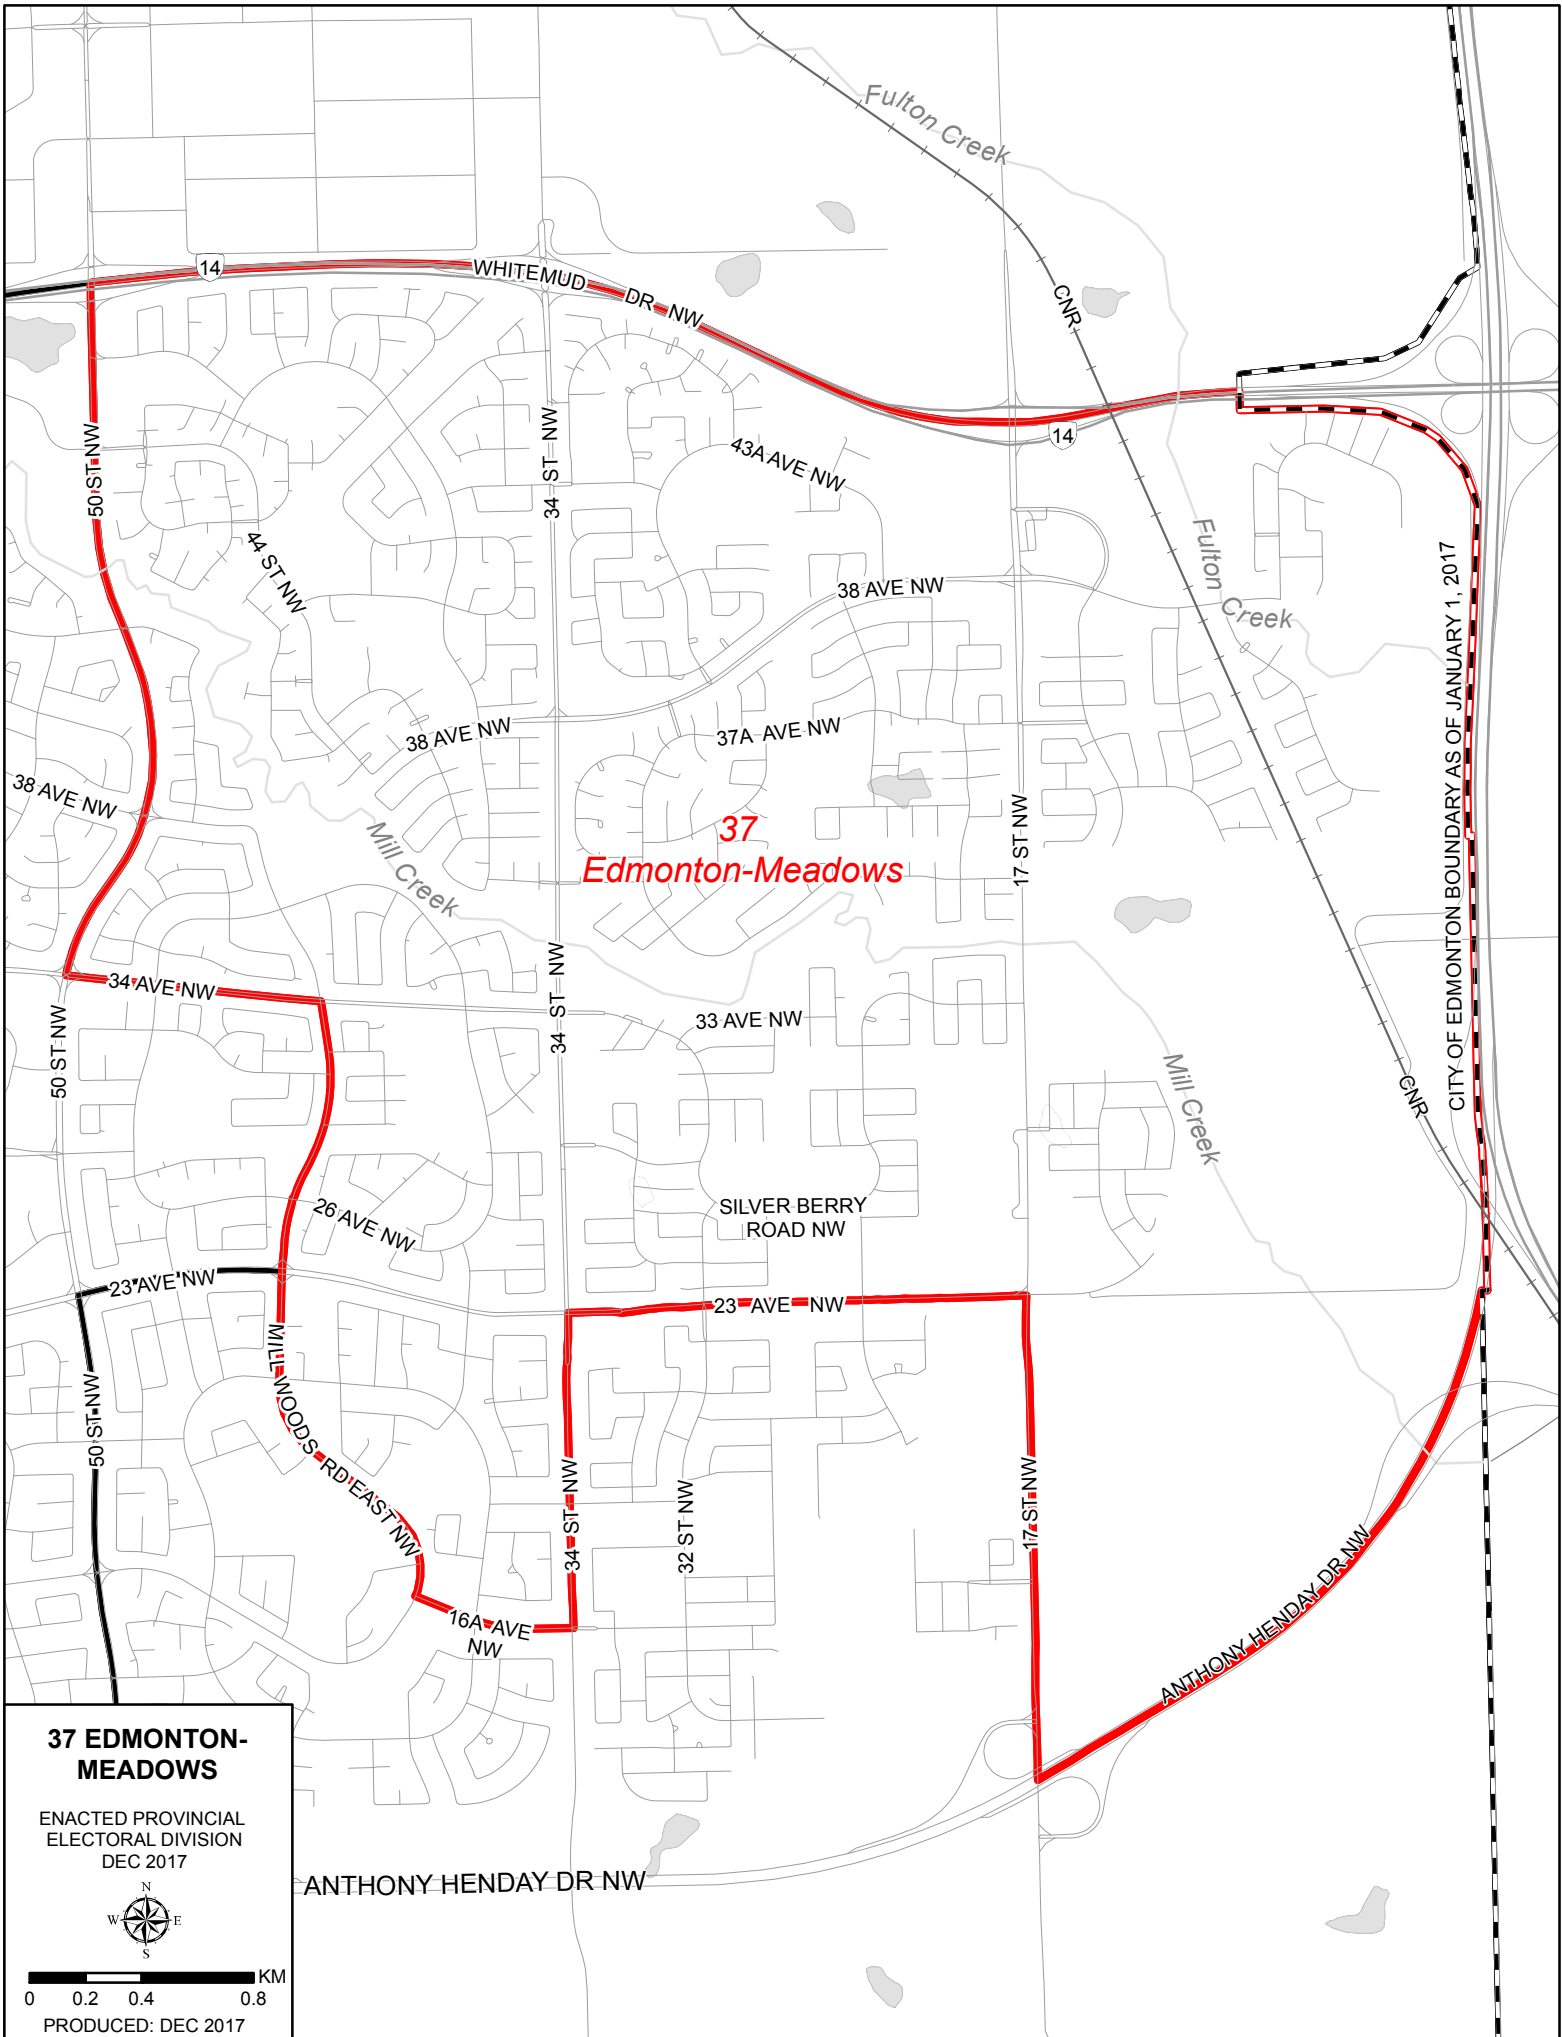 Fulton Creek
14
WHITEMUD DR NW
CNR
14
50 ST NW
34 ST NW
43A AVE NW
44 ST NW
Fulton
Creek
38 AVE NW
CITY OF EDMONTON BOUNDARY AS OF JANUARY 1, 2017
38 AVE NW
37A AVE NW
38 AVE NW
37
Edmonton-Meadows
17 ST NW
Mill Creek
34 AVE NW
34 ST NW
33 AVE NW
50 ST NW
CNR
Mill Creek
26 AVE NW
SILVER BERRY
ROAD NW
23 AVE NW
23 AVE NW
MILL WOODS RD EAST NW
50 ST NW
34 ST NW
32 ST NW
17 ST NW
16A AVE
NW
ANTHONY HENDAY DR NW
ANTHONY HENDAY DR NW
37 EDMONTON-
MEADOWS
ENACTED PROVINCIAL
ELECTORAL DIVISION
DEC 2017
N
W E
S
KM
0 0.2 0.4 0.8
PRODUCED: DEC 2017